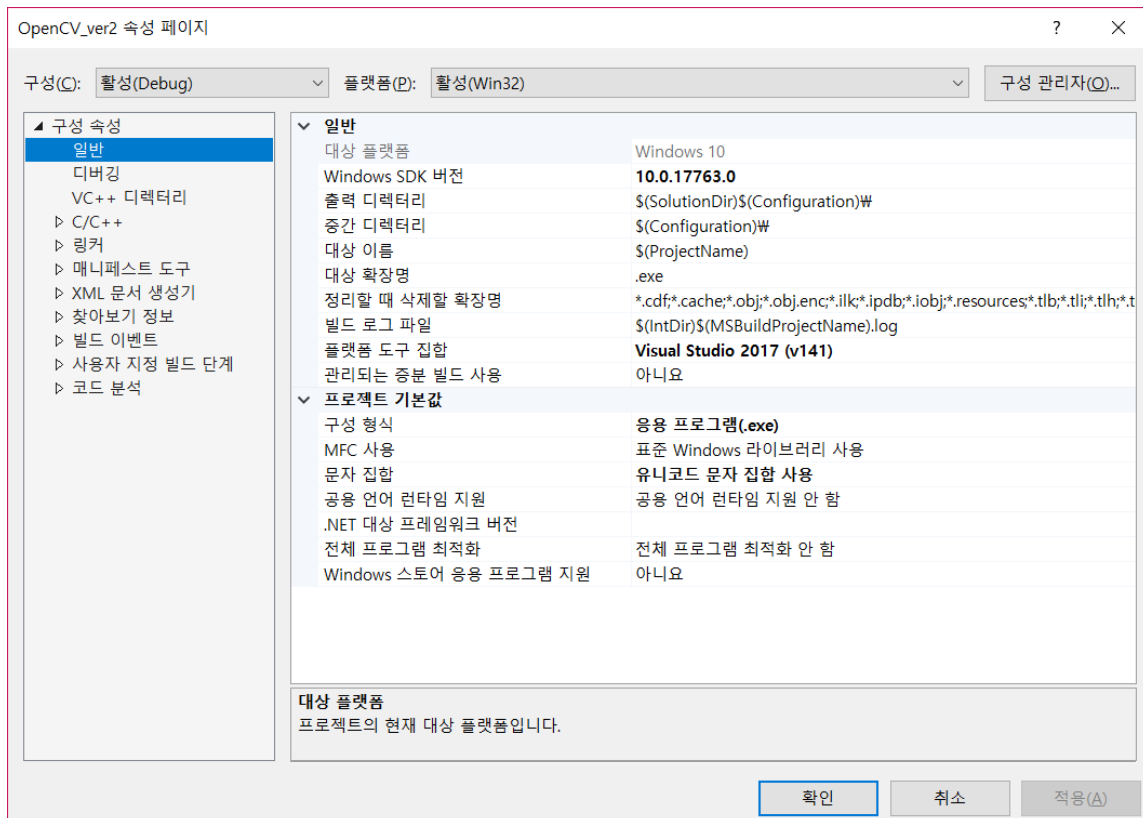 OpenCV_ver2 속성 페이지 ? ×
구성(C): 활성(Debug) 플랫폼(P): 활성(Win32) 구성 관리자(O)...
구성 속성
일반
디버깅
VC++ 디렉터리
C/C++
링커
매니페스트 도구
XML 문서 생성기
찾아보기 정보
빌드 이벤트
사용자 지정 빌드 단계
코드 분석
일반
대상 플랫폼 Windows 10
Windows SDK 버전 10.0.17763.0
출력 디렉터리 $(SolutionDir)$(Configuration)₩
중간 디렉터리 $(Configuration)₩
대상 이름 $(ProjectName)
대상 확장명 .exe
정리할 때 삭제할 확장명 *.cdf;*.cache;*.obj;*.obj.enc;*.ilk;*.ipdb;*.iobj;*.resources;*.tlb;*.tli;*.tlh;*.t
빌드 로그 파일 $(IntDir)$(MSBuildProjectName).log
플랫폼 도구 집합 Visual Studio 2017 (v141)
관리되는 증분 빌드 사용 아니요
프로젝트 기본값
구성 형식 응용 프로그램(.exe)
MFC 사용 표준 Windows 라이브러리 사용
문자 집합 유니코드 문자 집합 사용
공용 언어 런타임 지원 공용 언어 런타임 지원 안 함
.NET 대상 프레임워크 버전
전체 프로그램 최적화 전체 프로그램 최적화 안 함
Windows 스토어 응용 프로그램 지원 아니요
대상 플랫폼
프로젝트의 현재 대상 플랫폼입니다.
확인 취소 적용(A)